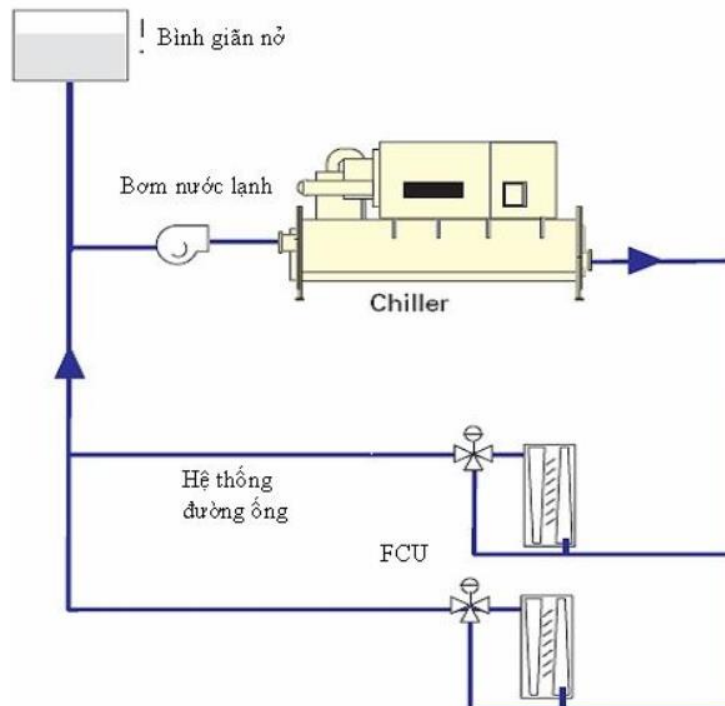 Bình giãn nở
Bơm nước lạnh
Chiller
Hệ thống
đường ống
FCU